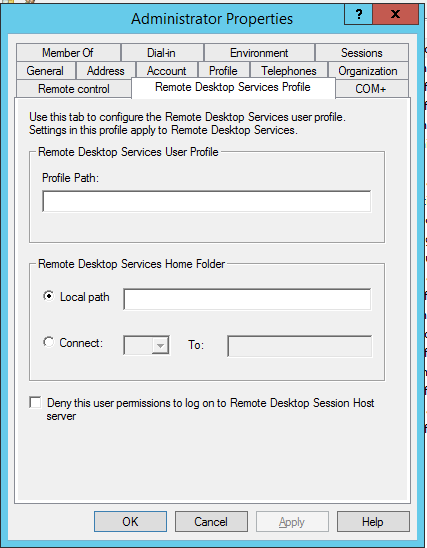 Administrator Properties
?
x
Member Of
Dial-in
Environment
Sessions
General
Address
Account
Profile
Telephones
Organization
Remote control
Remote Desktop Services Profile
COM+
Use this tab to configure the Remote Desktop Services user profile.
Settings in this profile apply to Remote Desktop Services.
Remote Desktop Services User Profile
Profile Path:
Remote Desktop Services Home Folder
Local path
Connect:
To:
Deny this user permissions to log on to Remote Desktop Session Host
server
OK
Cancel
Apply
Help